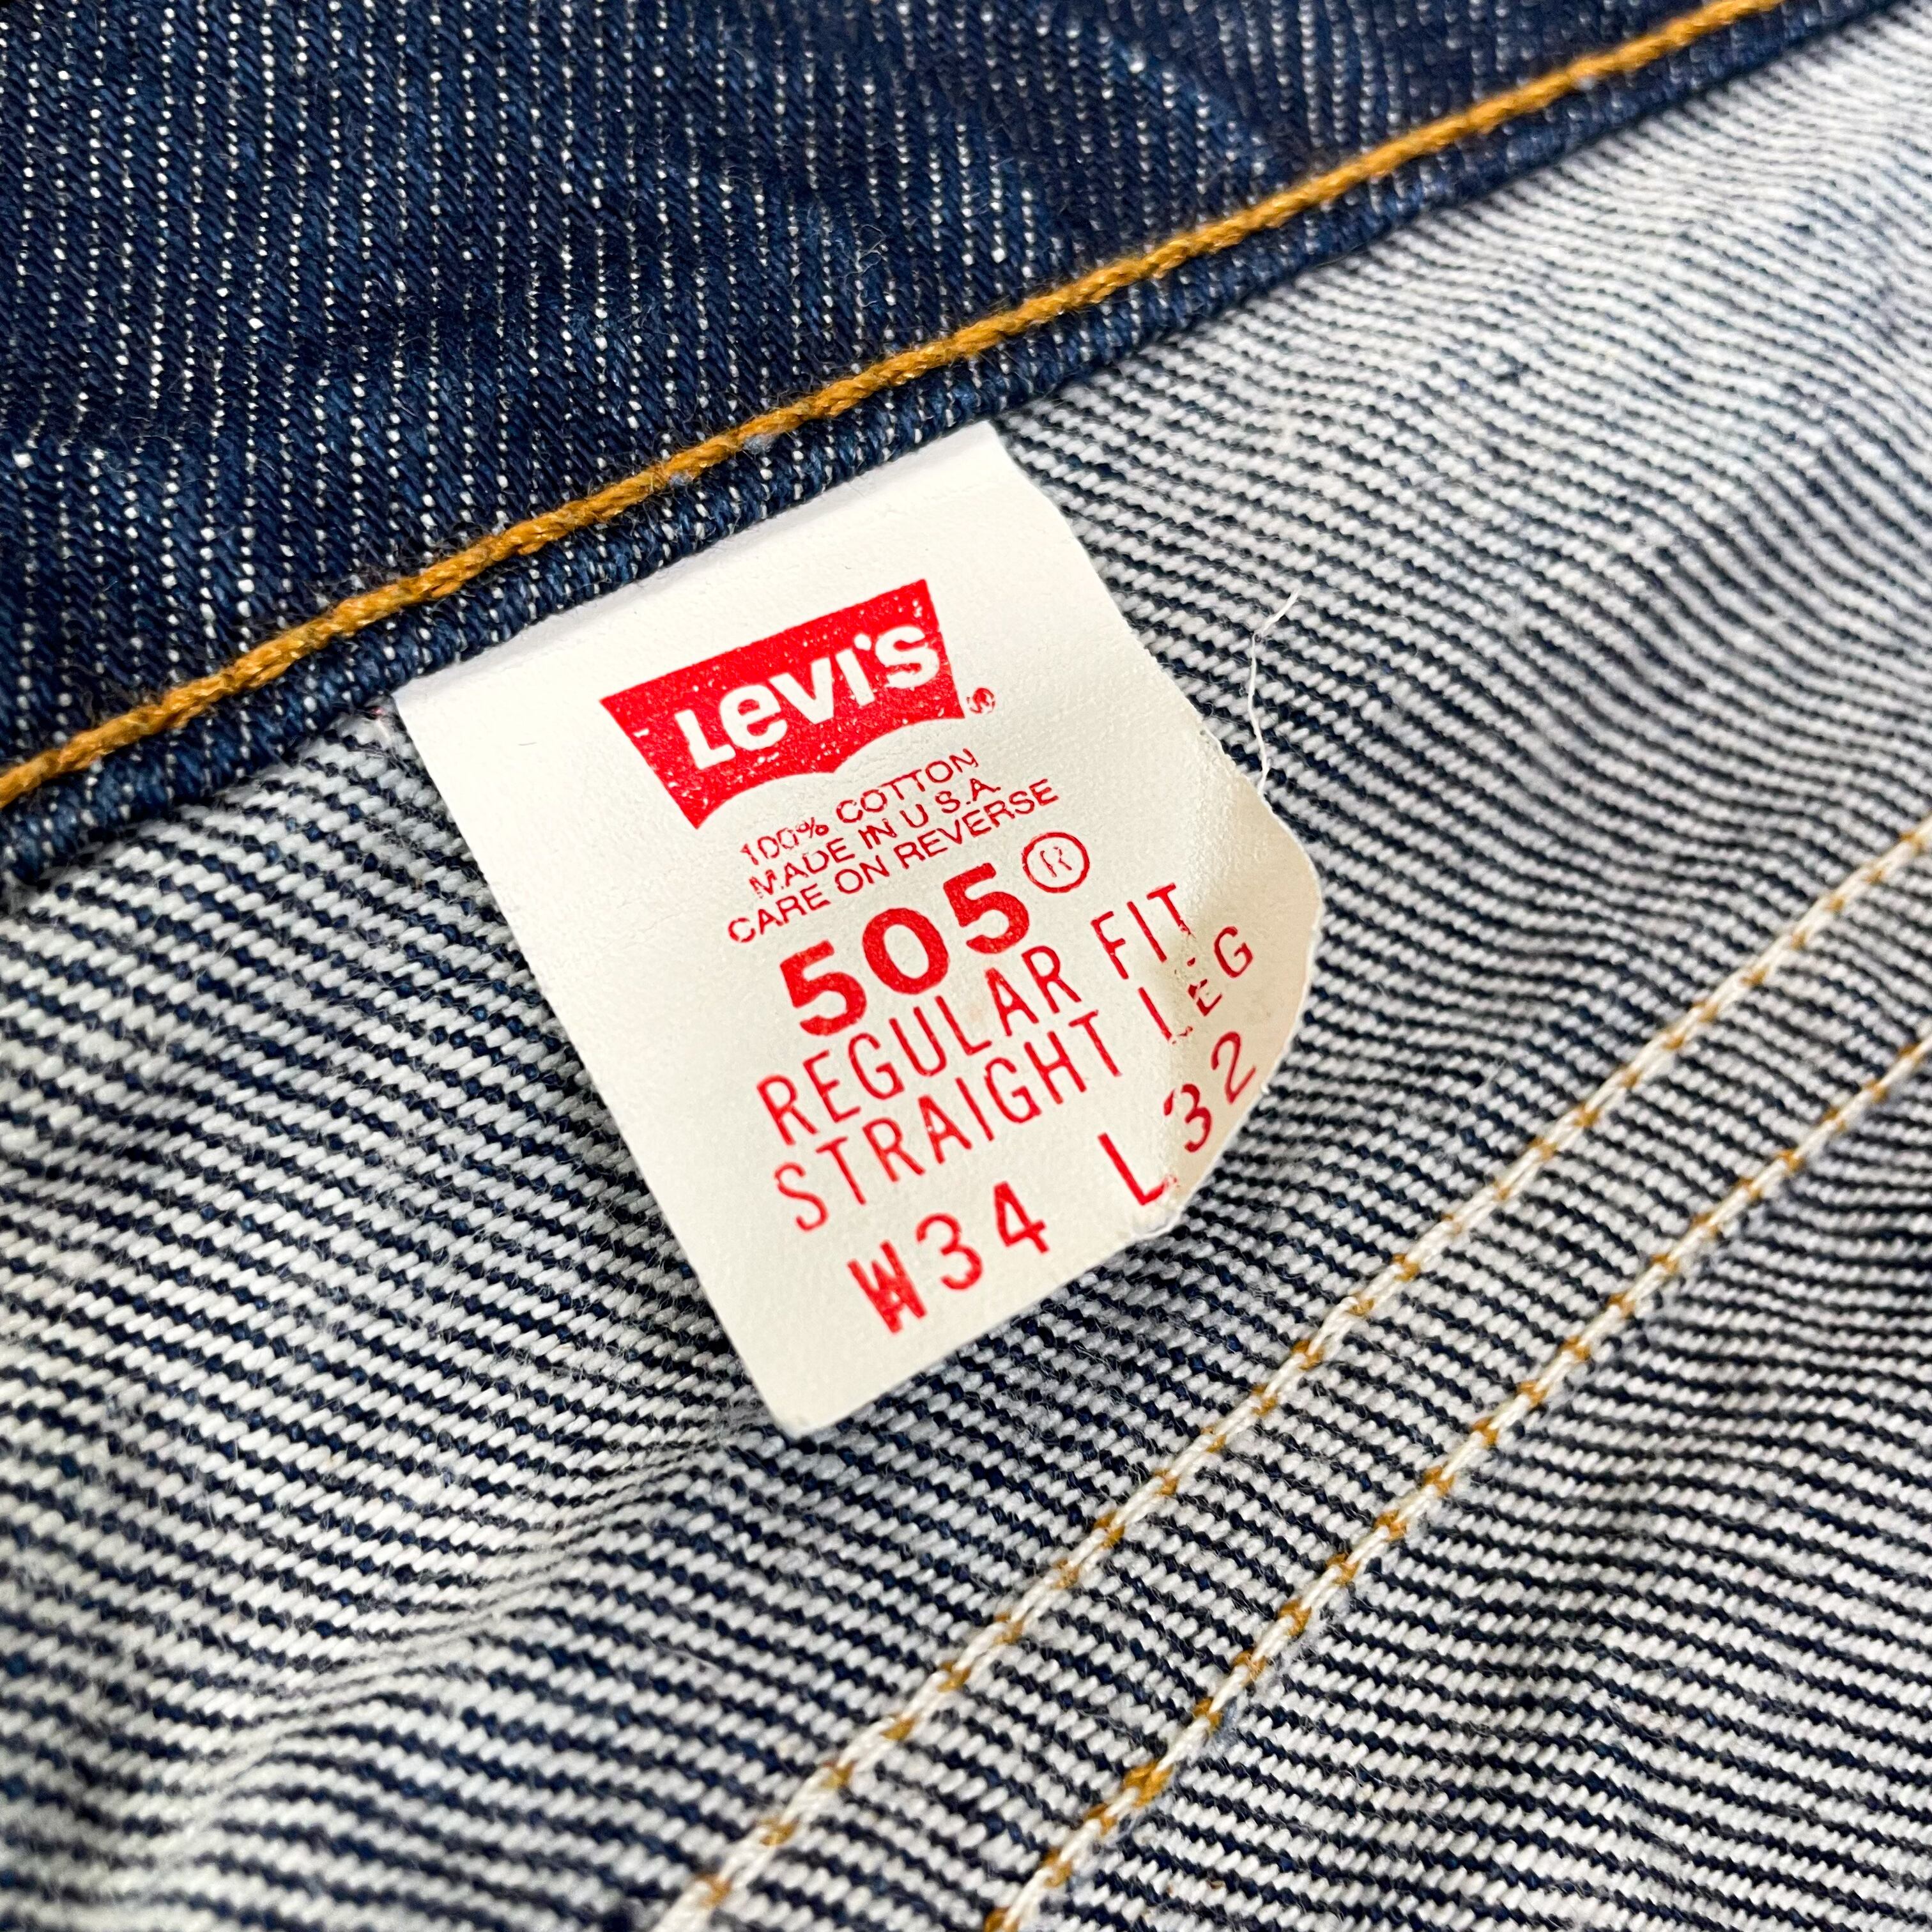 Levi's®
100% COTTON
MADE IN U.S.A.
CARE ON REVERSE
505®
REGULAR FIT
STRAIGHT LEG
W34 L32